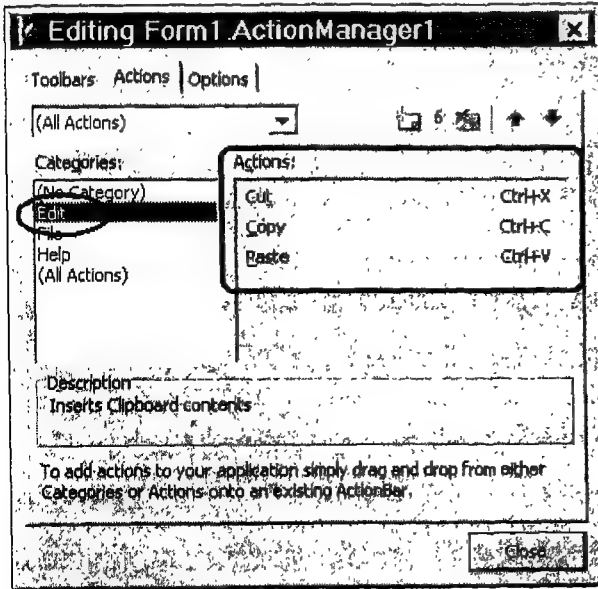 Editing Form1.ActionManager1
Toolbars Actions Options
(All Actions)
Categories:
(No Category)
Edit
File
Help
(All Actions)
Actions:
Cut Ctrl+X
Copy Ctrl+C
Paste Ctrl+V
Description
Inserts Clipboard contents
To add actions to your application simply drag and drop from either
Categories or Actions onto an existing ActionBar.
Close